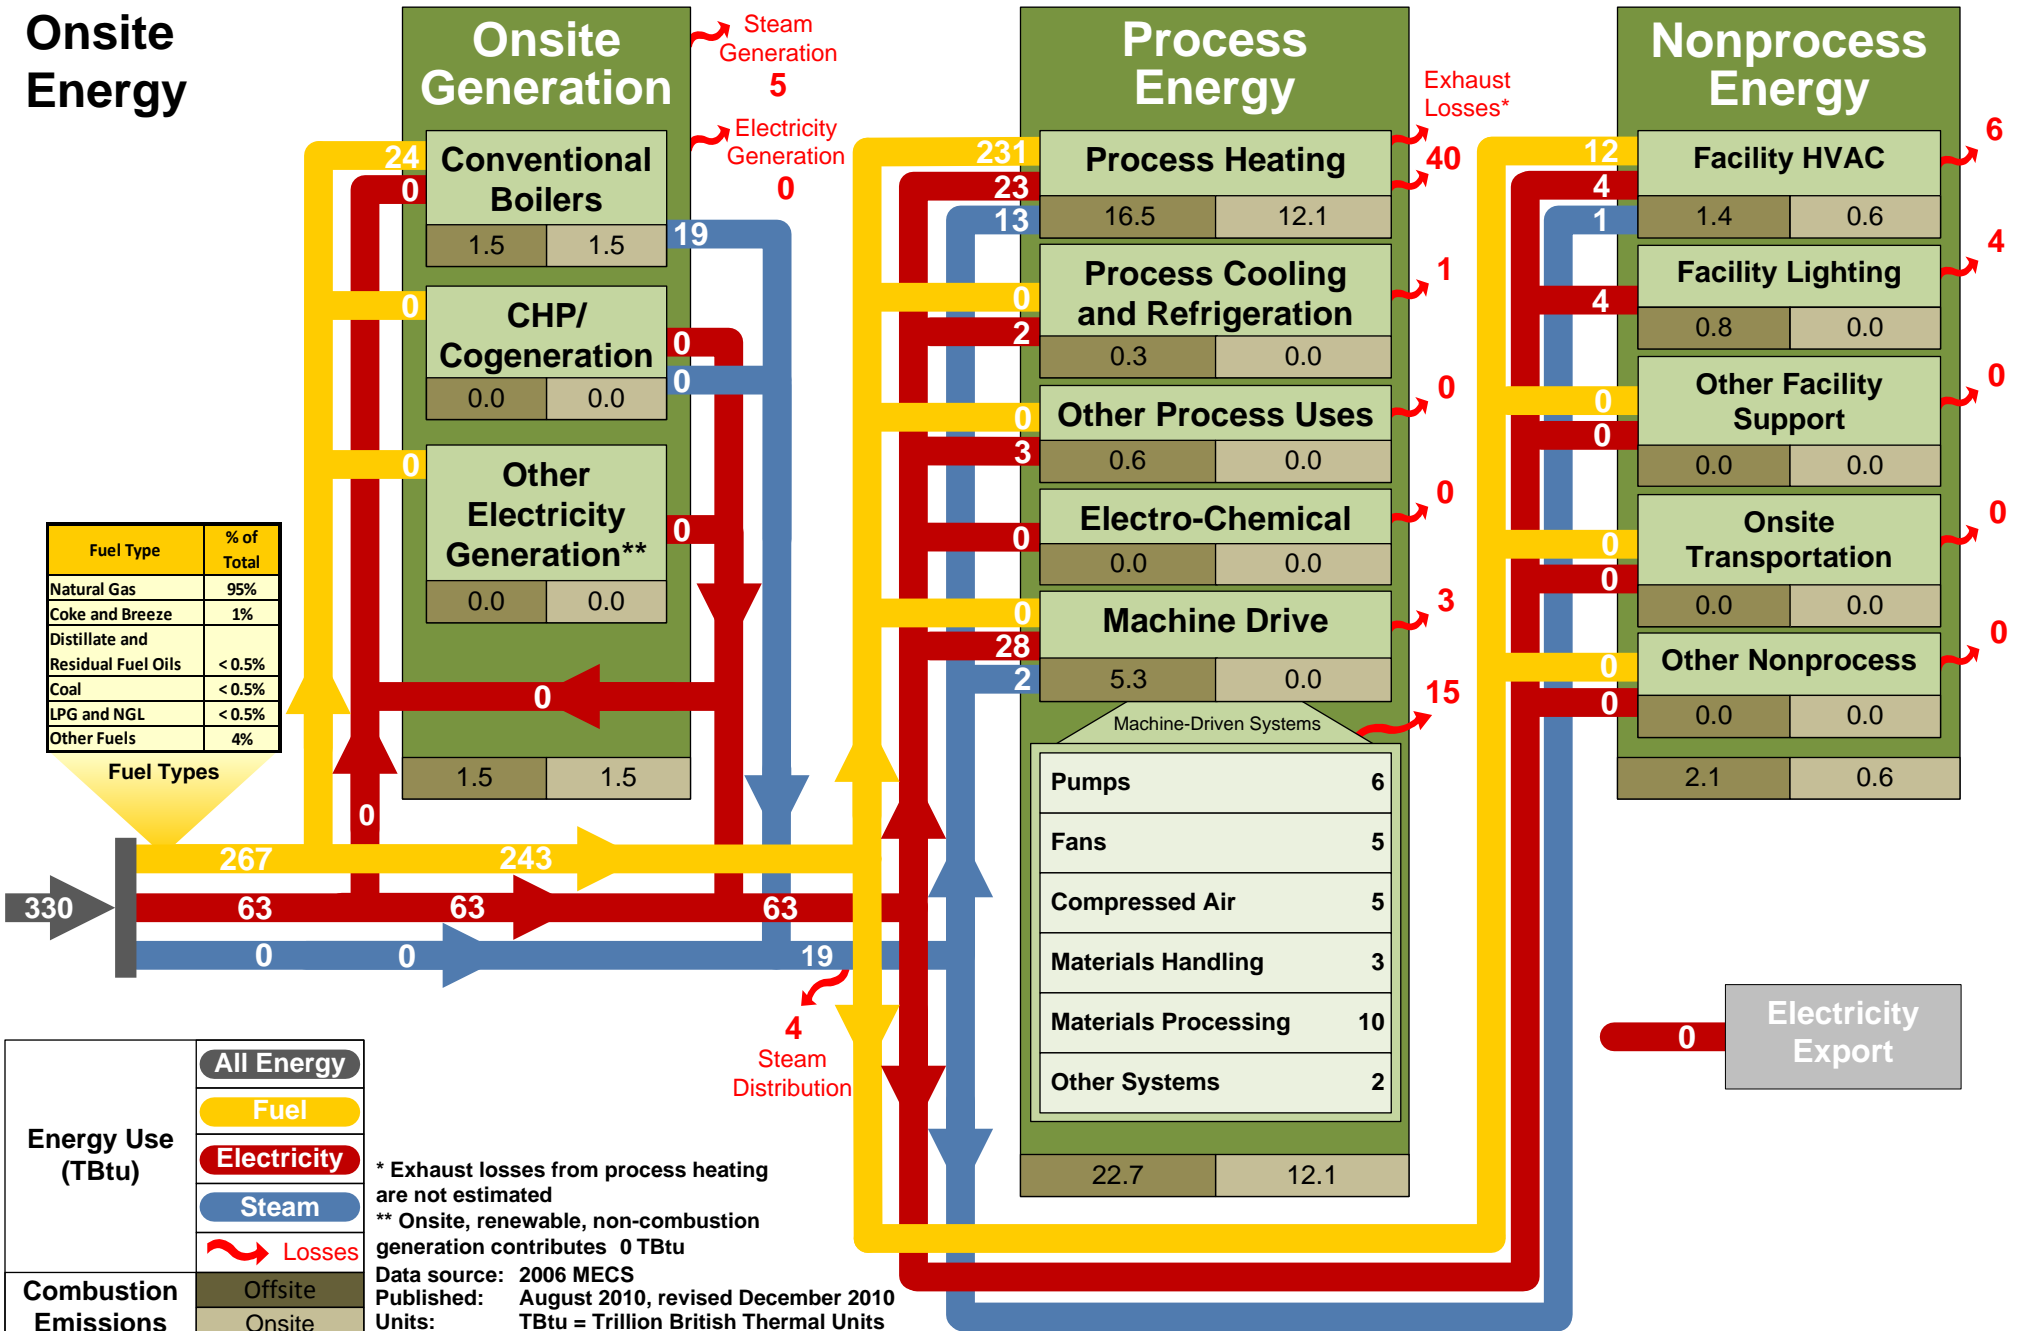 Onsite
Energy
Onsite
Generation
Steam
Generation
5
Electricity
Generation
0
24
0
Conventional
Boilers
1.5 1.5
19
0
CHP/
Cogeneration
0.0 0.0
0
0
0
Other
Electricity
Generation**
0.0 0.0
0
0
1.5 1.5
Fuel Type % of
Total
Natural Gas 95%
Coke and Breeze 1%
Distillate and
Residual Fuel Oils < 0.5%
Coal < 0.5%
LPG and NGL < 0.5%
Other Fuels 4%
Fuel Types
0
330
267 243
63 63 63
0 0 19
4
Steam
Distribution
Process
Energy
Exhaust
Losses*
40
231
23
13
Process Heating
16.5 12.1
0
2
Process Cooling
and Refrigeration
0.3 0.0
1
0
3
Other Process Uses
0.6 0.0
0
0
Electro-Chemical
0.0 0.0
0
0
28
2
Machine Drive
5.3 0.0
3
Machine-Driven Systems
15
Pumps 6
Fans 5
Compressed Air 5
Materials Handling 3
Materials Processing 10
Other Systems 2
22.7 12.1
Nonprocess
Energy
12
4
1
Facility HVAC
1.4 0.6
6
4
Facility Lighting
0.8 0.0
4
0
0
Other Facility
Support
0.0 0.0
0
0
0
Onsite
Transportation
0.0 0.0
0
0
0
Other Nonprocess
0.0 0.0
0
2.1 0.6
0
Electricity
Export
Energy Use
(TBtu)
All Energy
Fuel
Electricity
Steam
Losses
Combustion
Emissions
Offsite
Onsite
* Exhaust losses from process heating
are not estimated
** Onsite, renewable, non-combustion
generation contributes 0 TBtu
Data source: 2006 MECS
Published: August 2010, revised December 2010
Units: TBtu = Trillion British Thermal Units